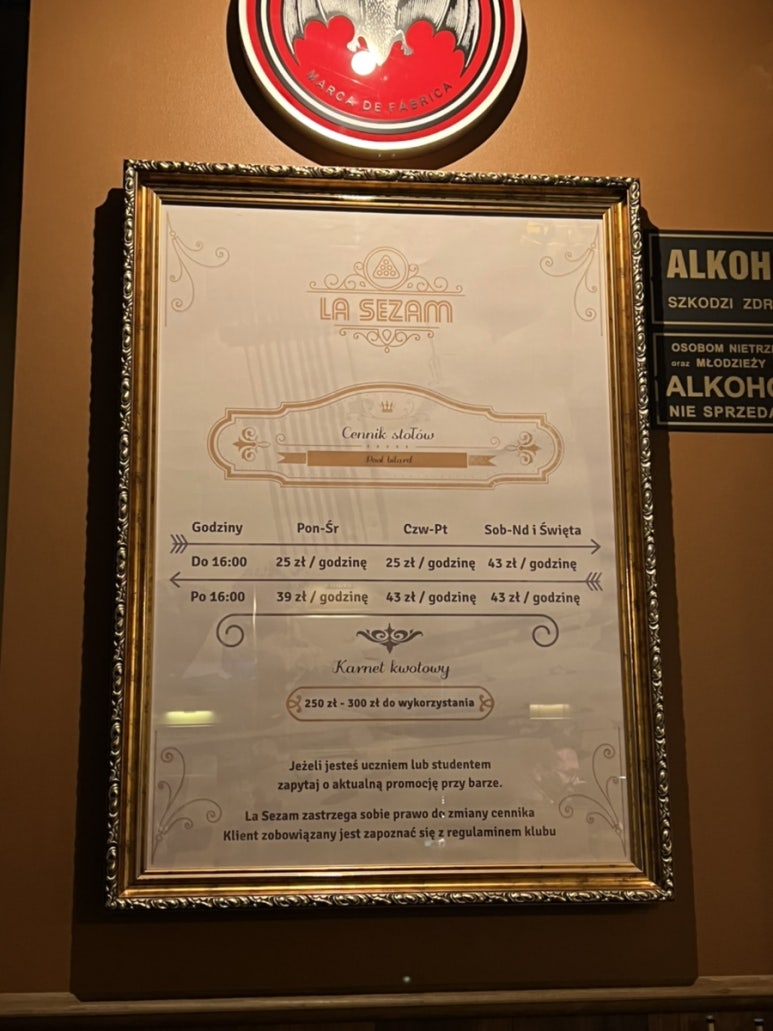 MARCA DE FÁBRICA
LA SEZAM
ALKOH
SZKODZI ZDR
OSOBOM NIETRZ
oraz MŁODZIEŻY
ALKOHO
NIE SPRZEDA
Cennik stołów
Pool bilard
Godziny Pon-Śr Czw-Pt Sob-Nd i Święta
Do 16:00 25 zł / godzinę 25 zł / godzinę 43 zł / godzinę
Po 16:00 39 zł / godzinę 43 zł / godzinę 43 zł / godzinę
Karnet kwotowy
250 zł - 300 zł do wykorzystania
Jeżeli jesteś uczniem lub studentem
zapytaj o aktualną promocję przy barze.
La Sezam zastrzega sobie prawo do zmiany cennika
Klient zobowiązany jest zapoznać się z regulaminem klubu